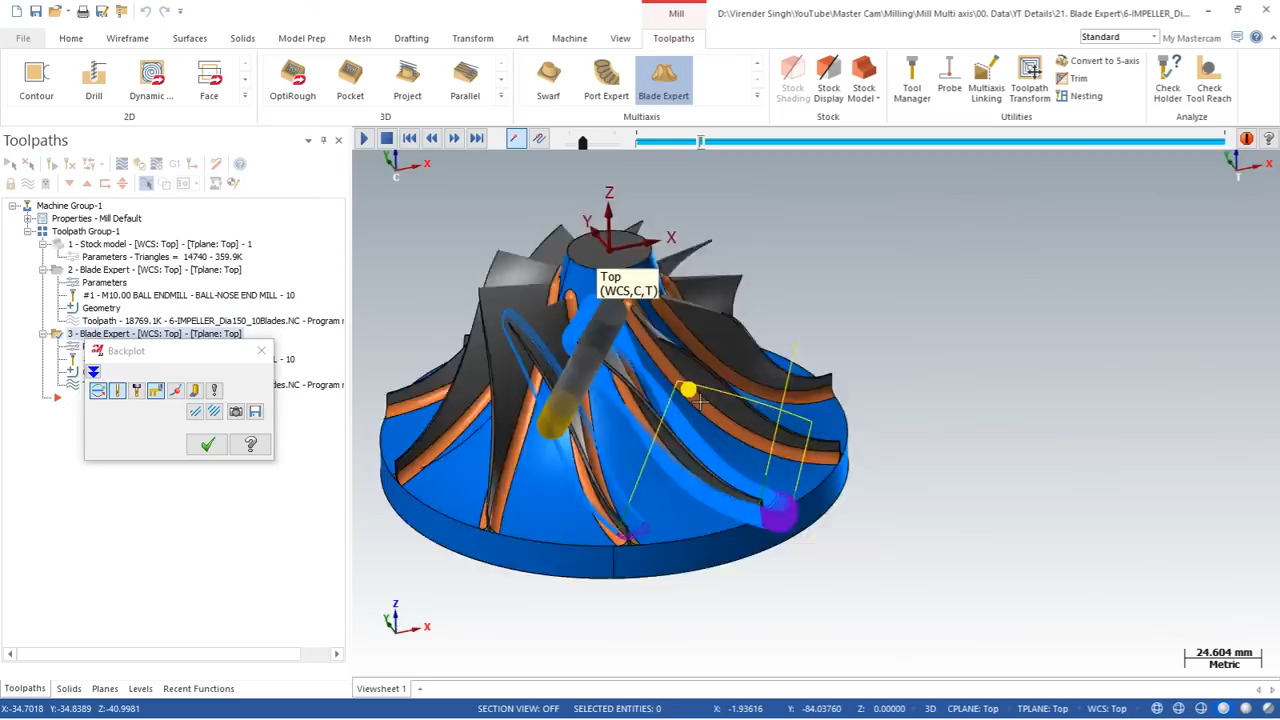 Mill
D:\Virender Singh\YouTube\Master Cam\Milling\Mill Multi axis\00. Data\YT Details\21. Blade Expert\6-IMPELLER_Di...
File Home Wireframe Surfaces Solids Model Prep Mesh Drafting Transform Art Machine View Toolpaths
Standard
My Mastercam
Contour Drill Dynamic ... Face
2D
OptiRough Pocket Project Parallel
3D
Swarf Port Expert Blade Expert
Multiaxis
Stock Shading
Stock Display
Stock Model
Stock
Tool Manager
Probe
Multiaxis Linking
Toolpath Transform
Convert to 5-axis
Trim
Nesting
Utilities
Check Holder
Check Tool Reach
Analyze
Toolpaths
G1
Machine Group-1
Properties - Mill Default
Toolpath Group-1
1 - Stock model - [WCS: Top] - [Tplane: Top] - 1
Parameters - Triangles = 14740 - 359.9K
2 - Blade Expert - [WCS: Top] - [Tplane: Top]
Parameters
#1 - M10.00 BALL ENDMILL - BALL-NOSE END MILL - 10
Geometry
Toolpath - 18769.1K - 6-IMPELLER_Dia150_10Blades.NC - Program r
3 - Blade Expert - [WCS: Top] - [Tplane: Top]
LL - 10
NC - Program r
Backplot
X
C
X
T
Z
Y
X
Top
(WCS,C,T)
Z
Y
X
24.604 mm
Metric
Toolpaths Solids Planes Levels Recent Functions
Viewsheet 1 +
X:-34.7018 Y:-34.8389 Z:-40.9981
SECTION VIEW: OFF SELECTED ENTITIES: 0 X: -1.93616 Y: -84.03760 Z: 0.00000 3D CPLANE: Top TPLANE: Top WCS: Top